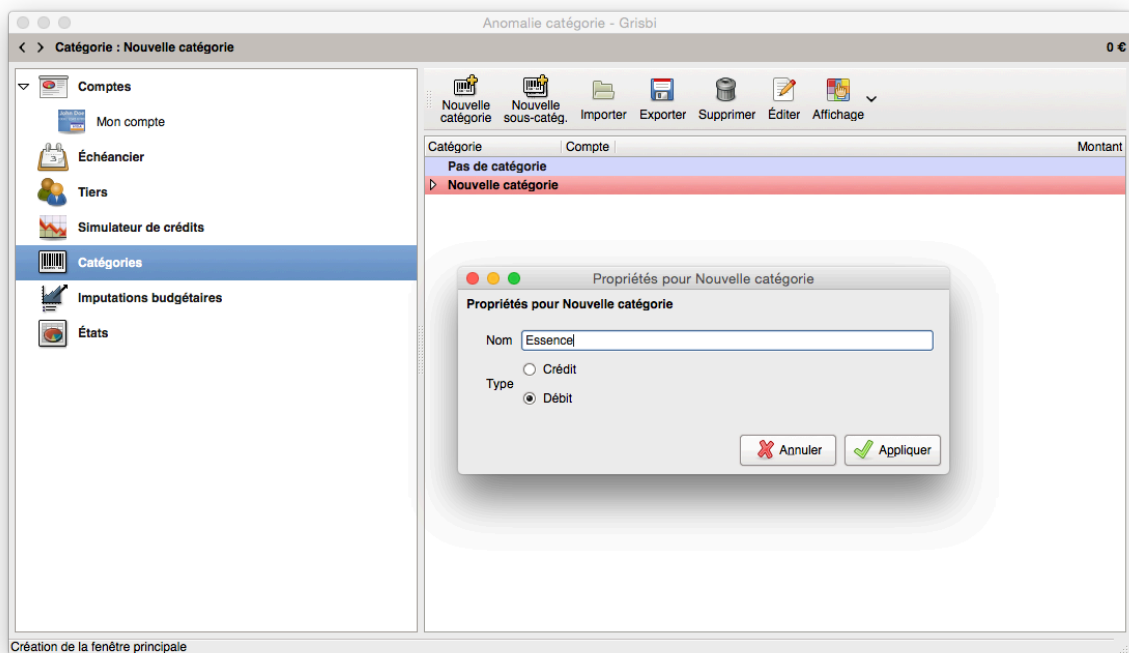 Anomalie catégorie - Grisbi
Catégorie : Nouvelle catégorie
0 €
Comptes
Mon compte
Échéancier
Tiers
Simulateur de crédits
Catégories
Imputations budgétaires
États
Nouvelle catégorie
Nouvelle sous-catég.
Importer
Exporter
Supprimer
Éditer
Affichage
Catégorie Compte Montant
Pas de catégorie
Nouvelle catégorie
Propriétés pour Nouvelle catégorie
Propriétés pour Nouvelle catégorie
Nom Essence
Crédit
Type
Débit
Annuler Appliquer
Création de la fenêtre principale